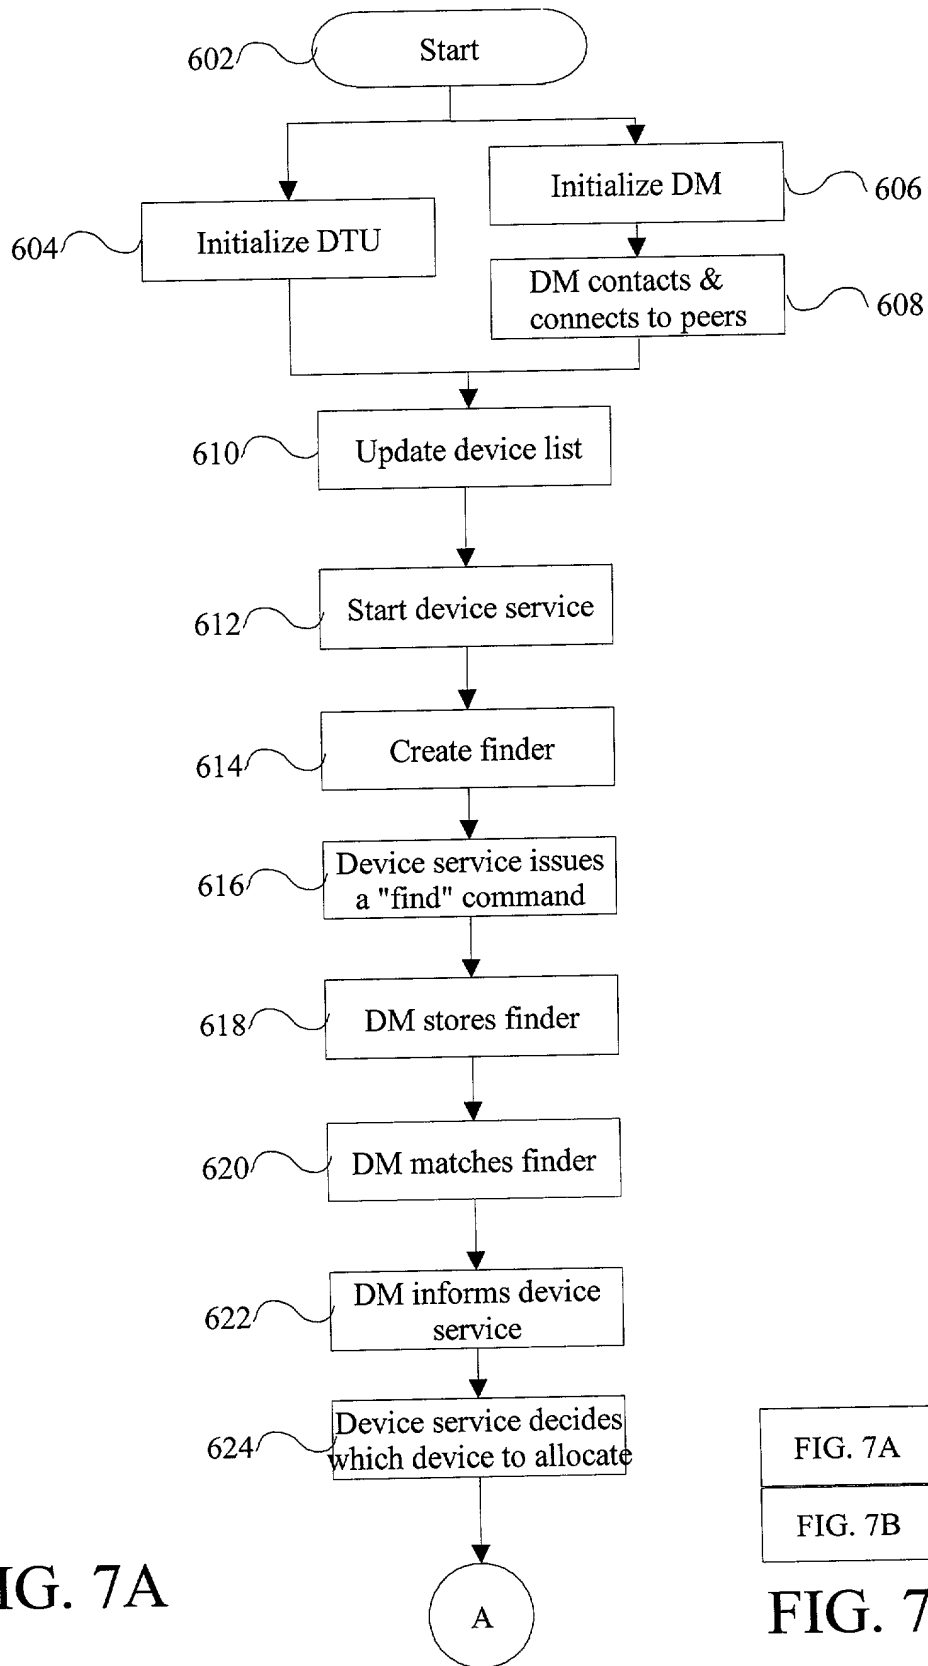 602
Start
Initialize DM
606
604
Initialize DTU
DM contacts &
connects to peers
608
610
Update device list
612
Start device service
614
Create finder
616
Device service issues
a "find" command
618
DM stores finder
620
DM matches finder
622
DM informs device
service
624
Device service decides
which device to allocate
A
IG. 7A
FIG. 7A
FIG. 7B
FIG. 7